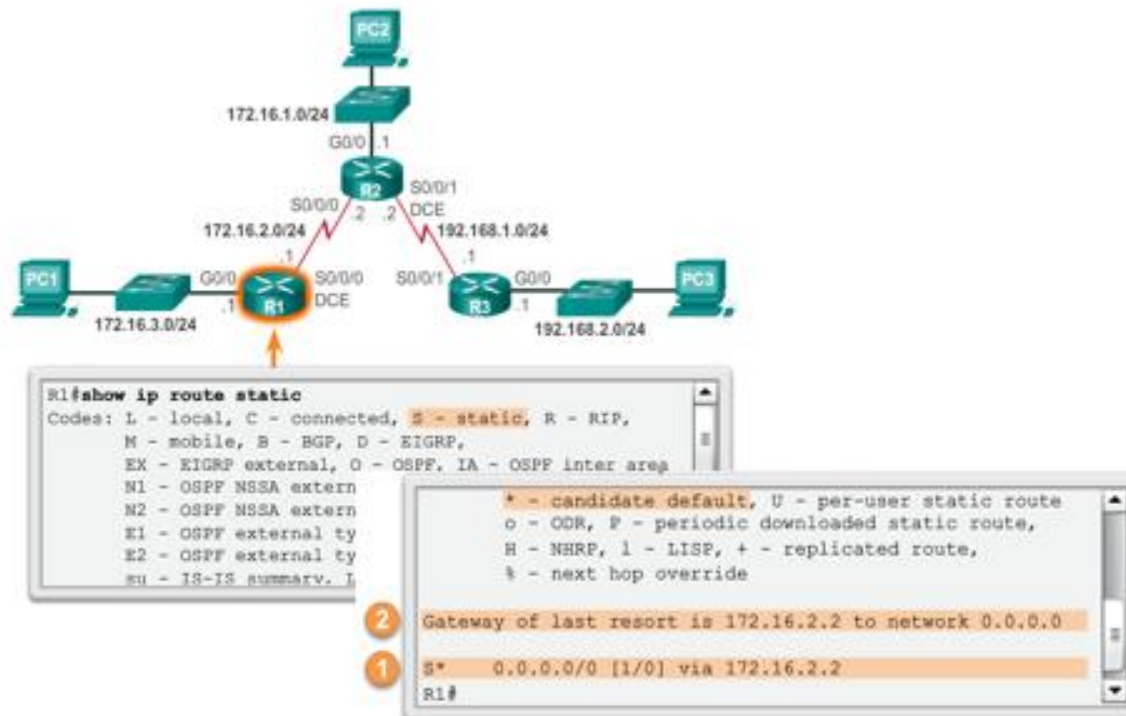 PC2
172.16.1.0/24
G0/0 .1
R2
S0/0/1
DCE
S0/0/0
.2 .2
172.16.2.0/24
192.168.1.0/24
.1
.1
PC1
G0/0
S0/0/0
DCE
S0/0/1
G0/0
PC3
R1
R3
.1
.1
172.16.3.0/24
192.168.2.0/24
R1#show ip route static
Codes: L - local, C - connected, S - static, R - RIP,
M - mobile, B - BGP, D - EIGRP,
EX - EIGRP external, O - OSPF, IA - OSPF inter area
N1 - OSPF NSSA extern
N2 - OSPF NSSA extern
E1 - OSPF external ty
E2 - OSPF external ty
su - IS-IS summary, L
* - candidate default, U - per-user static route
o - ODR, P - periodic downloaded static route,
H - NHRP, l - LISP, + - replicated route,
% - next hop override
2
Gateway of last resort is 172.16.2.2 to network 0.0.0.0
1
S* 0.0.0.0/0 [1/0] via 172.16.2.2
R1#